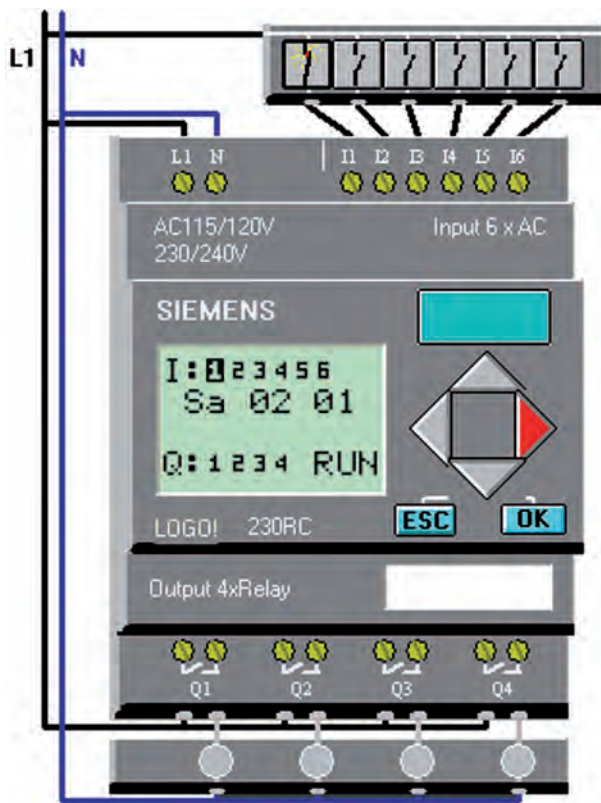 L1 N
L1 N I1 I2 I3 I4 I5 I6
AC115/120V Input 6 x AC
230/240V
SIEMENS
I:123456
Sa 02 01
Q:1234 RUN
ESC OK
LOGO! 230RC
Output 4xRelay
Q1 Q2 Q3 Q4